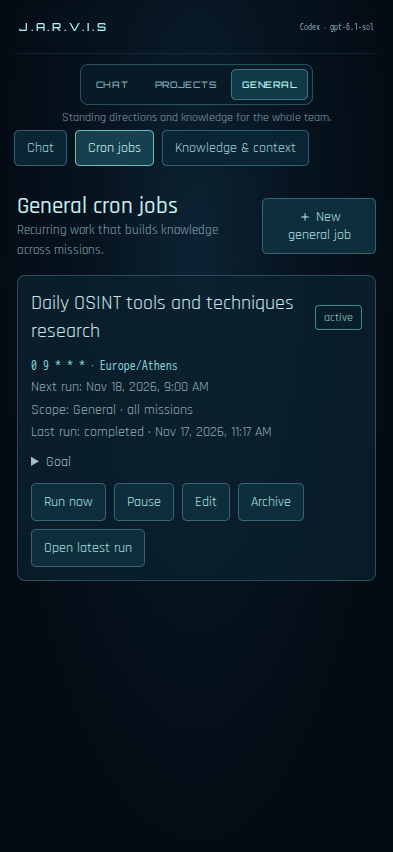 J.A.R.V.I.S
Codex · gpt-6.1-sol
CHAT
PROJECTS
GENERAL
Standing directions and knowledge for the whole team.
Chat
Cron jobs
Knowledge & context
General cron jobs
Recurring work that builds knowledge
across missions.
+ New
general job
Daily OSINT tools and techniques
research
active
0 9 * * * · Europe/Athens
Next run: Nov 18, 2026, 9:00 AM
Scope: General · all missions
Last run: completed · Nov 17, 2026, 11:17 AM
▶ Goal
Run now
Pause
Edit
Archive
Open latest run